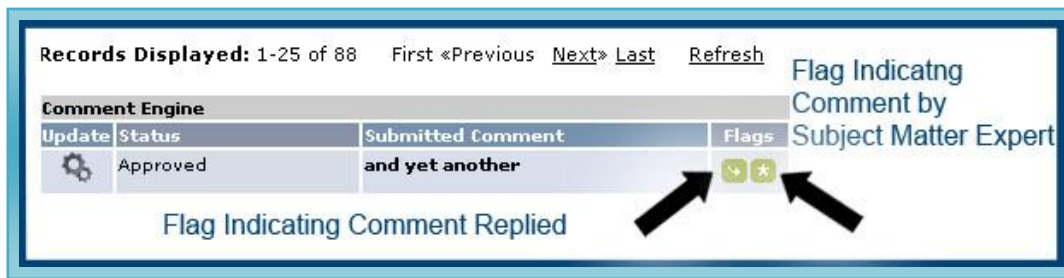 Records Displayed: 1-25 of 88 First «Previous Next» Last Refresh
Flag Indicatng
Comment by
Subject Matter Expert
Comment Engine
Update Status Submitted Comment Flags
Approved and yet another
Flag Indicating Comment Replied